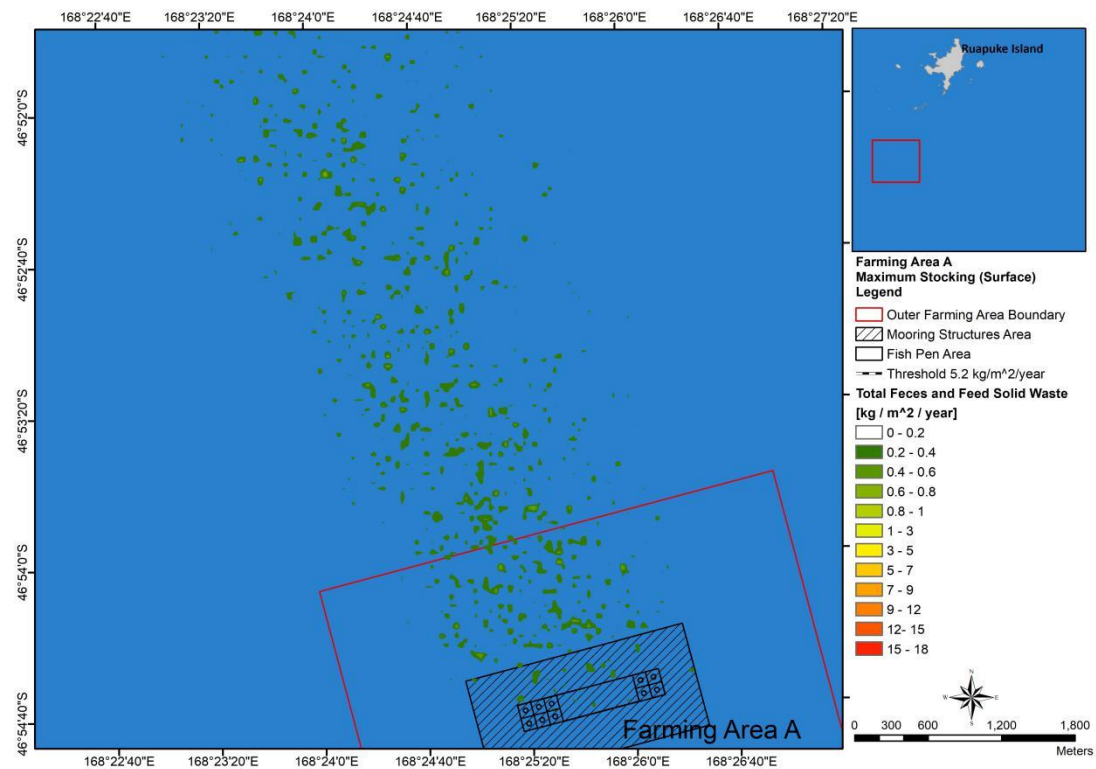 168°22'40"E 168°23'20"E 168°24'0"E 168°24'40"E 168°25'20"E 168°26'0"E 168°26'40"E 168°27'20"E
46°52'0"S
46°52'40"S
46°53'20"S
46°54'0"S
46°54'40"S
Farming Area A
168°22'40"E 168°23'20"E 168°24'0"E 168°24'40"E 168°25'20"E 168°26'0"E 168°26'40"E
Ruapuke Island
Farming Area A
Maximum Stocking (Surface)
Legend
Outer Farming Area Boundary
Mooring Structures Area
Fish Pen Area
Threshold 5.2 kg/m^2/year
Total Feces and Feed Solid Waste
[kg / m^2 / year]
0 - 0.2
0.2 - 0.4
0.4 - 0.6
0.6 - 0.8
0.8 - 1
1 - 3
3 - 5
5 - 7
7 - 9
9 - 12
12- 15
15 - 18
N
W E
S
0 300 600 1,200 1,800
Meters